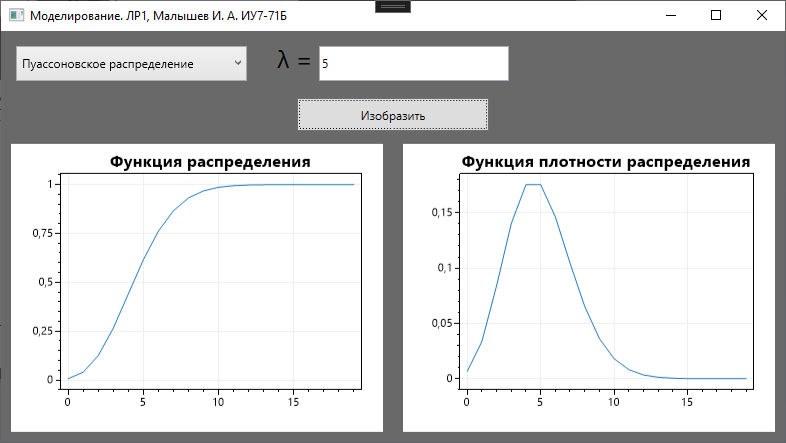 Моделирование. ЛР1, Малышев И. А. ИУ7-71Б
Пуассоновское распределение
λ =
5
Изобразить
Функция распределения
1
0,75
0,5
0,25
0
0 5 10 15
Функция плотности распределения
0,15
0,1
0,05
0
0 5 10 15